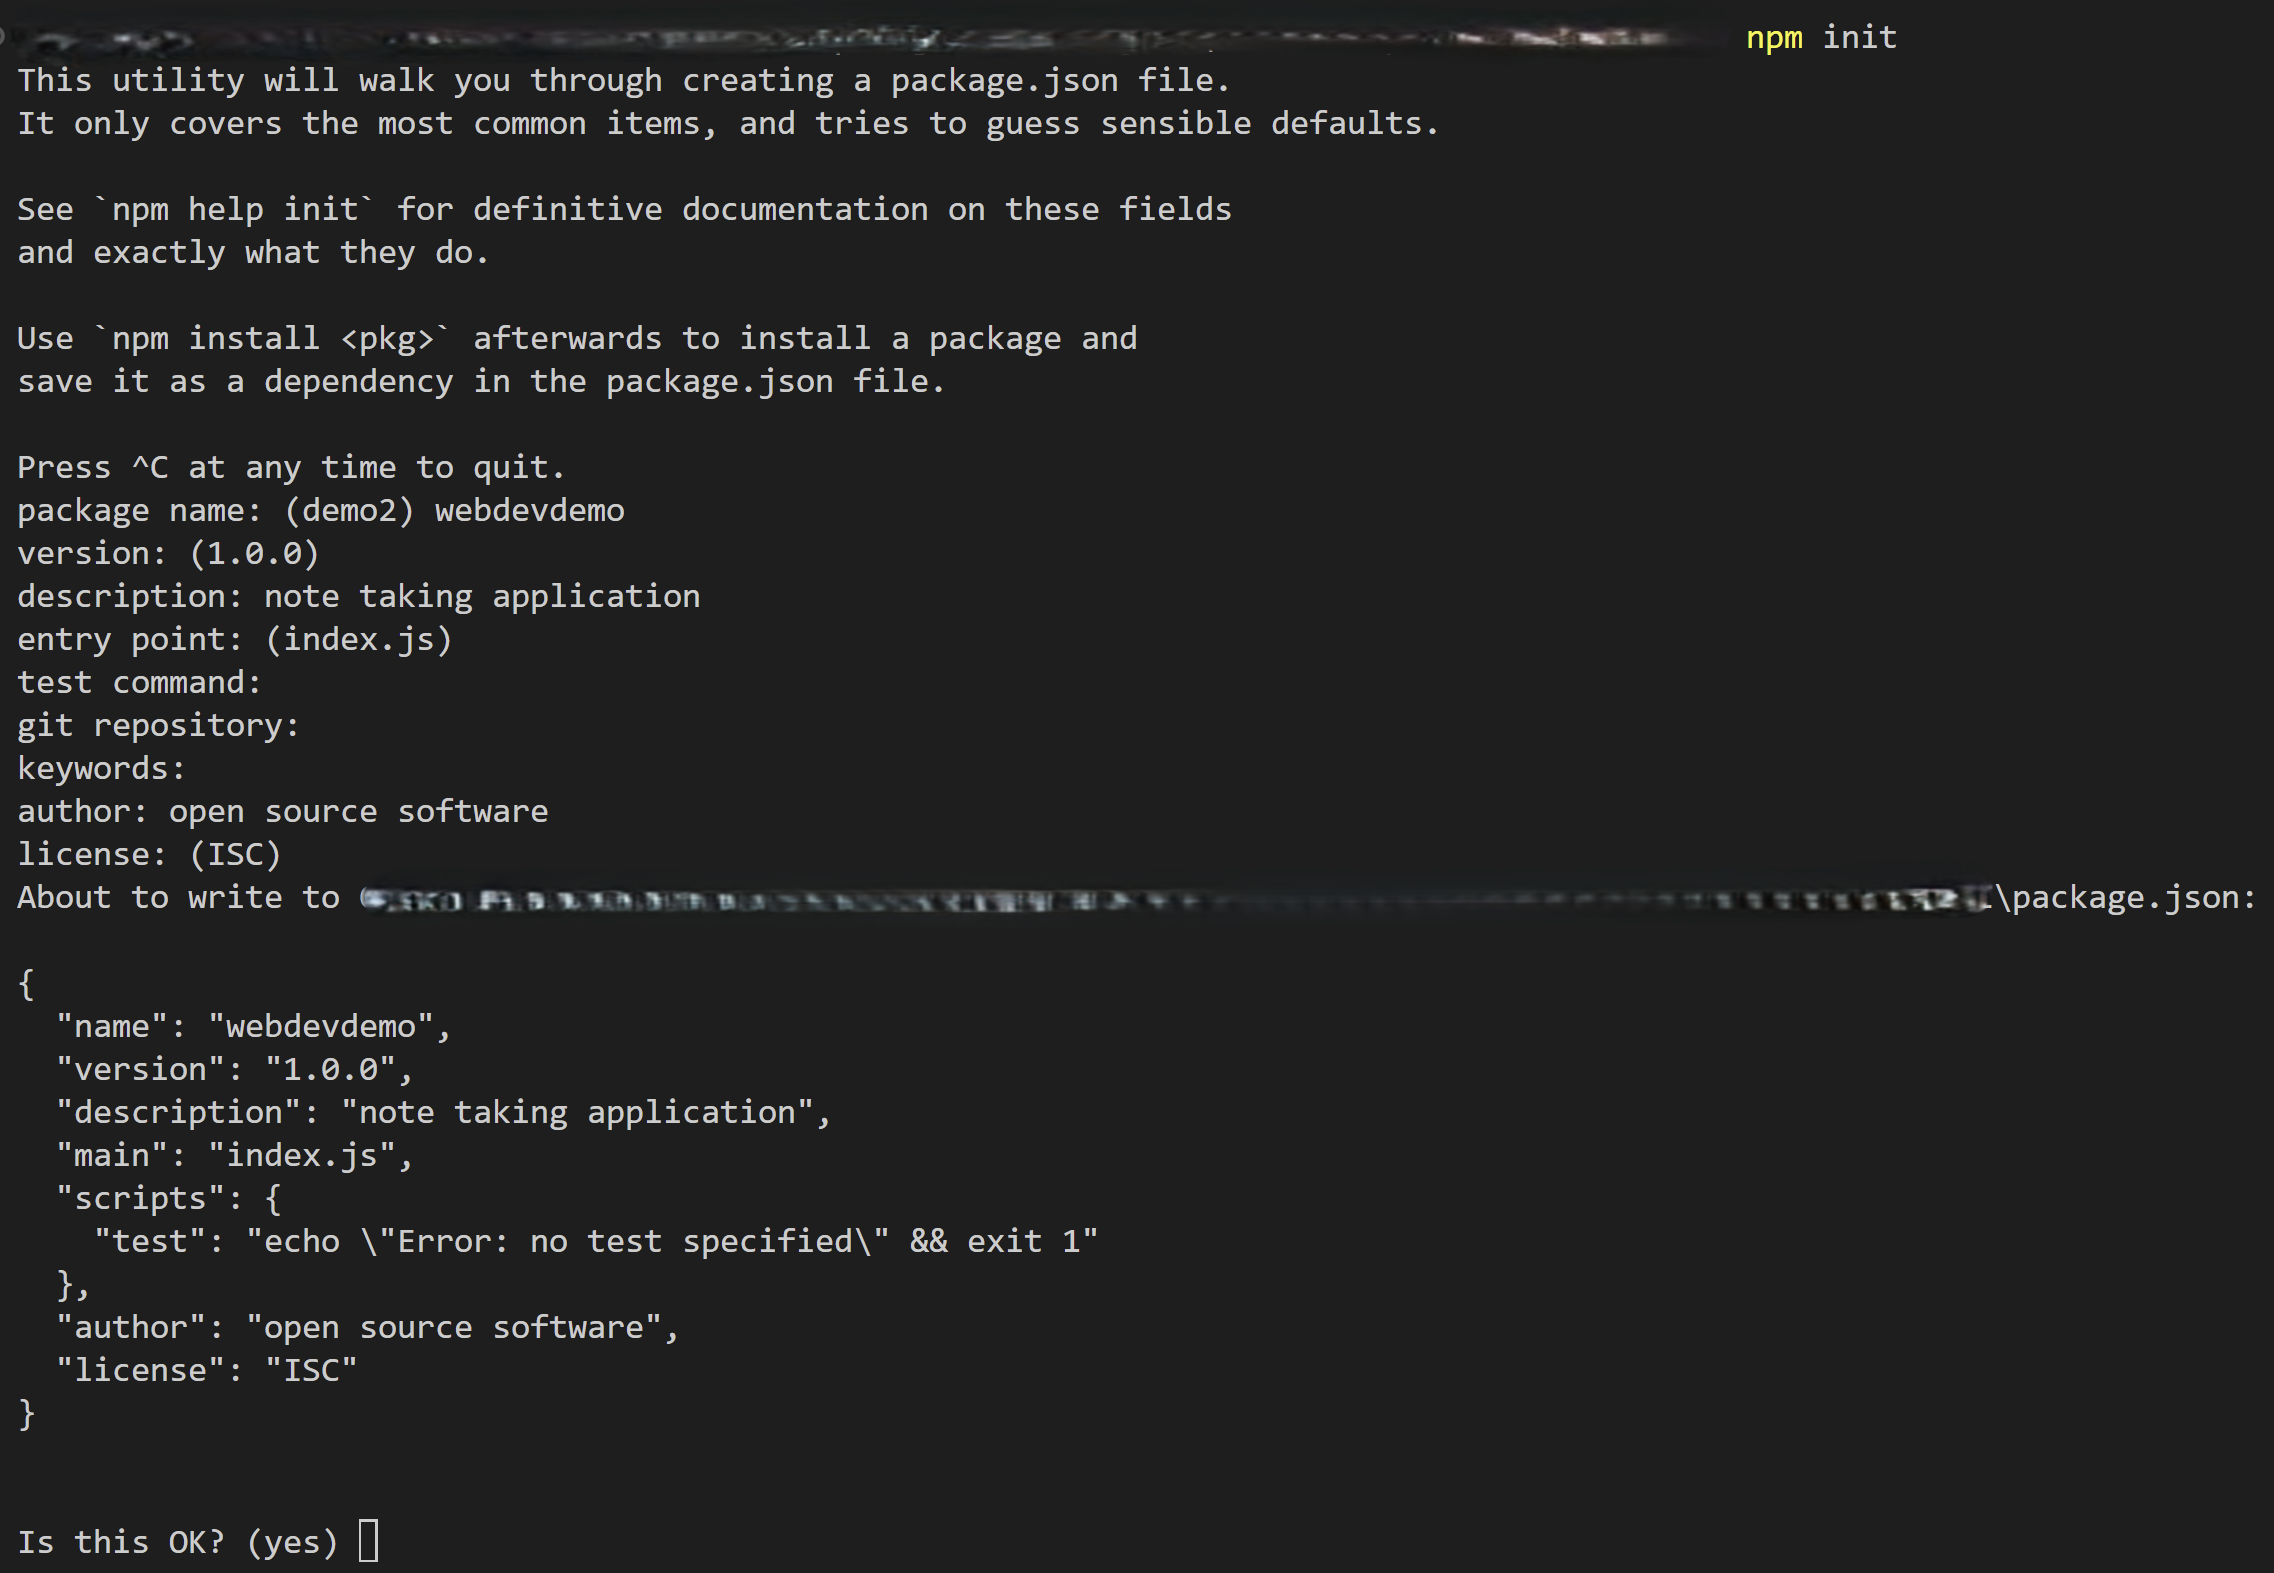 npm init
This utility will walk you through creating a package.json file.
It only covers the most common items, and tries to guess sensible defaults.
See `npm help init` for definitive documentation on these fields
and exactly what they do.
Use `npm install <pkg>` afterwards to install a package and
save it as a dependency in the package.json file.
Press ^C at any time to quit.
package name: (demo2) webdevdemo
version: (1.0.0)
description: note taking application
entry point: (index.js)
test command:
git repository:
keywords:
author: open source software
license: (ISC)
About to write to \package.json:
{
  "name": "webdevdemo",
  "version": "1.0.0",
  "description": "note taking application",
  "main": "index.js",
  "scripts": {
    "test": "echo \"Error: no test specified\" && exit 1"
  },
  "author": "open source software",
  "license": "ISC"
}
Is this OK? (yes)